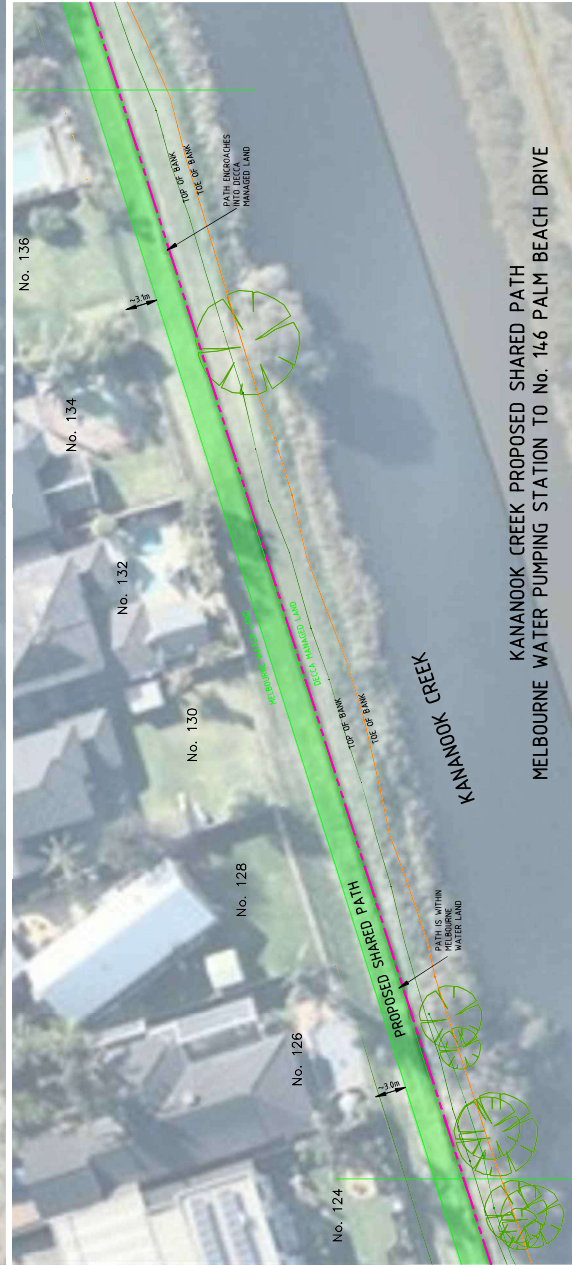 No. 136
No. 134
No. 132
No. 130
No. 128
No. 126
No. 124
~3.1m
~3.0m
TOP OF BANK
TOE OF BANK
PATH ENCROACHES
INTO DECCA
MANAGED LAND
MELBOURNE
DECCA MANAGED LAND
TOP OF BANK
TOE OF BANK
KANANOOK CREEK
PROPOSED SHARED PATH
PATH IS WITHIN
MELBOURNE
WATER LAND
KANANOOK CREEK PROPOSED SHARED PATH
MELBOURNE WATER PUMPING STATION TO No. 146 PALM BEACH DRIVE